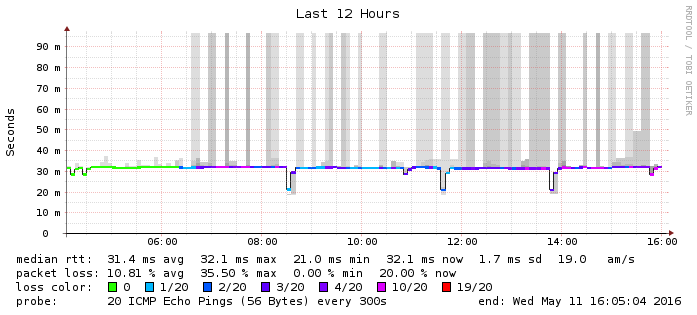 Last 12 Hours
RRDTOOL / TOBI OETIKER
Seconds
90 m
80 m
70 m
60 m
50 m
40 m
30 m
20 m
10 m
0
06:00 08:00 10:00 12:00 14:00 16:00
median rtt: 31.4 ms avg 32.1 ms max 21.0 ms min 32.1 ms now 1.7 ms sd 19.0 am/s
packet loss: 10.81 % avg 35.50 % max 0.00 % min 20.00 % now
loss color: 0 1/20 2/20 3/20 4/20 10/20 19/20
probe: 20 ICMP Echo Pings (56 Bytes) every 300s end: Wed May 11 16:05:04 2016